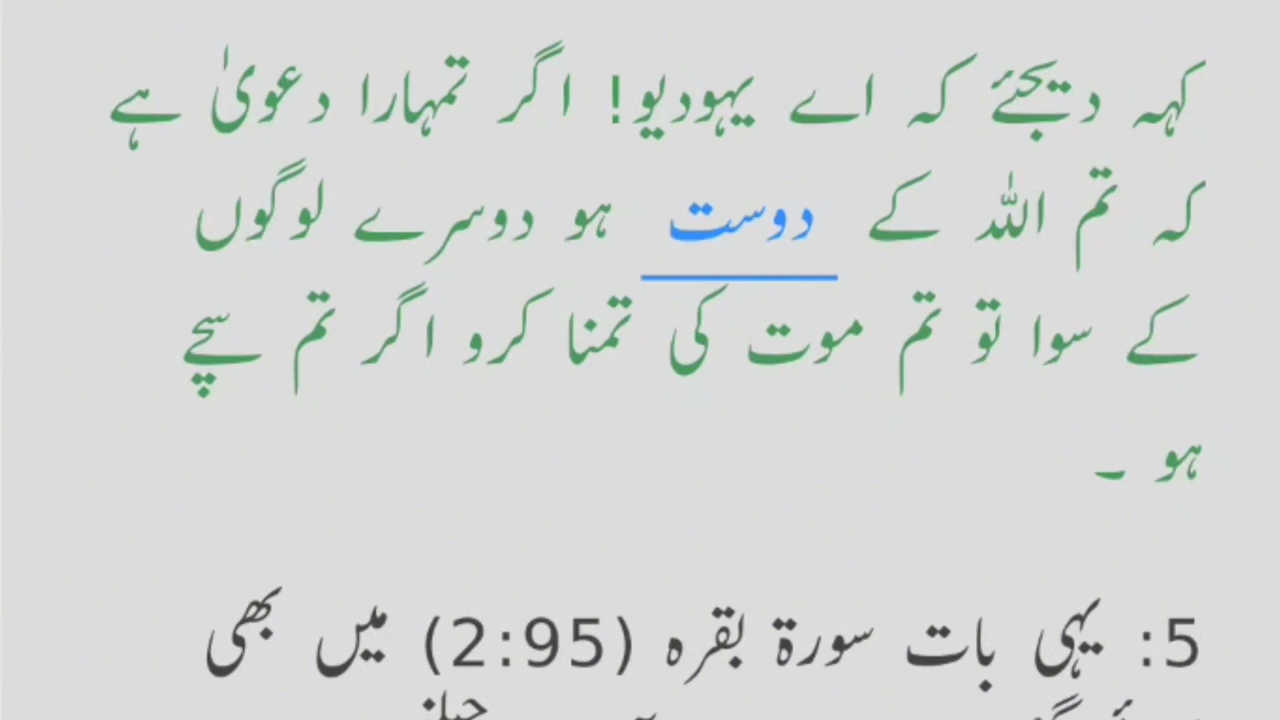 کہہ دیجئے کہ اے یہودیو! اگر تمہارا دعویٰ ہے
کہ تم اللہ کے دوست ہو دوسرے لوگوں
کے سوا تو تم موت کی تمنا کرو اگر تم سچے
ہو ۔
5: یہی بات سورۃ بقرہ (2:95) میں بھی